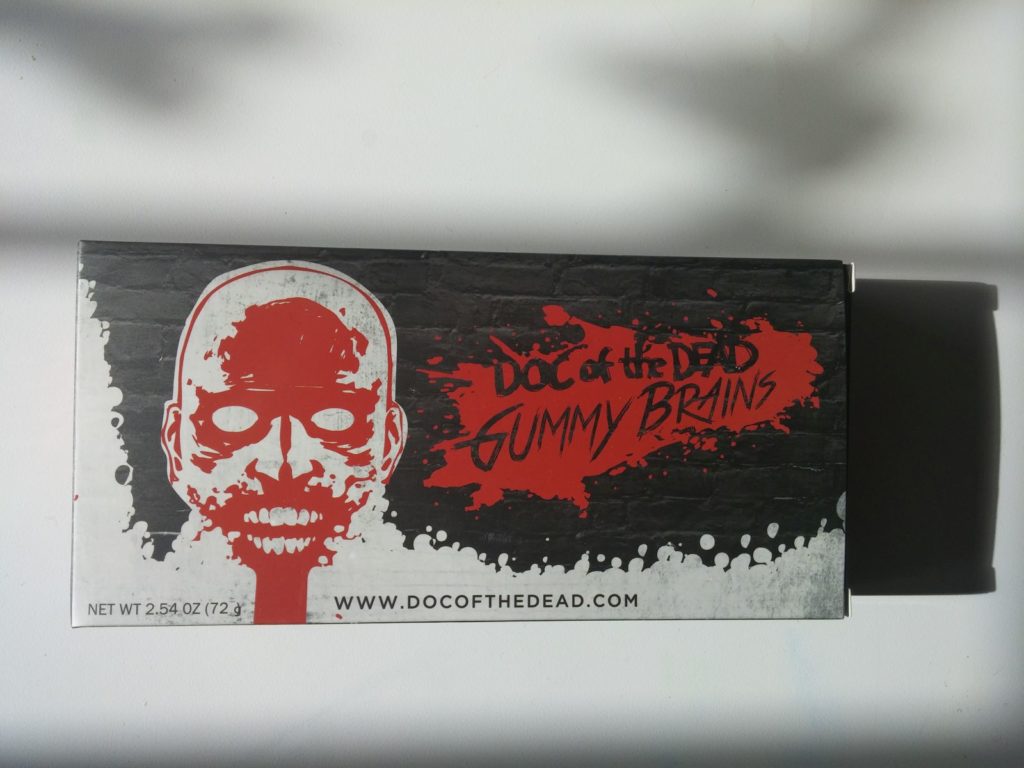 DOC of the DEAD
GUMMY BRAINS
NET WT 2.54 OZ (72 g
WWW.DOCOFTHEDEAD.COM